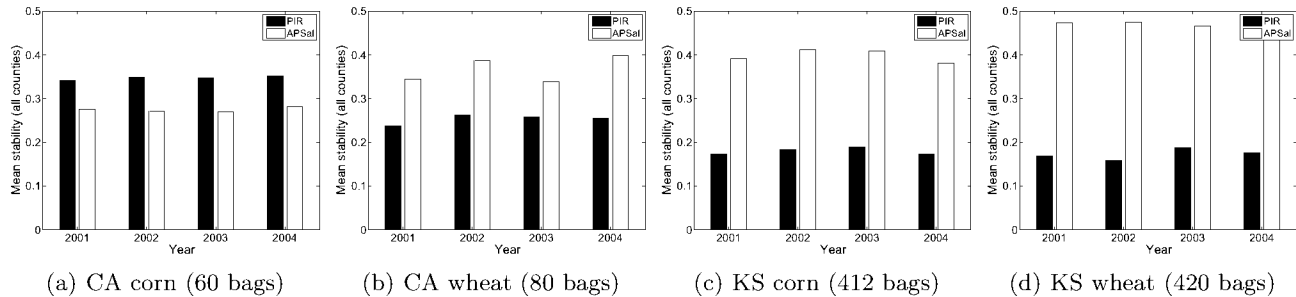 0.5
0.4
0.3
0.2
0.1
0
Mean stability (all counties)
PIR
APSal
2001 2002 2003 2004
Year
(a) CA corn (60 bags)
0.5
0.4
0.3
0.2
0.1
0
Mean stability (all counties)
PIR
APSal
2001 2002 2003 2004
Year
(b) CA wheat (80 bags)
0.5
0.4
0.3
0.2
0.1
0
Mean stability (all counties)
PIR
APSal
2001 2002 2003 2004
Year
(c) KS corn (412 bags)
0.5
0.4
0.3
0.2
0.1
0
Mean stability (all counties)
PIR
APSal
2001 2002 2003 2004
Year
(d) KS wheat (420 bags)